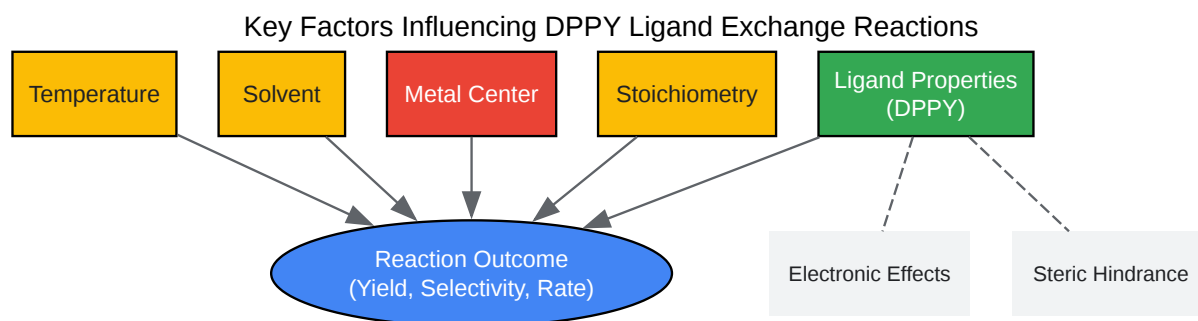 Key Factors Influencing DPPY Ligand Exchange Reactions
Temperature
Solvent
Metal Center
Stoichiometry
Ligand Properties
(DPPY)
Reaction Outcome
(Yield, Selectivity, Rate)
Electronic Effects
Steric Hindrance